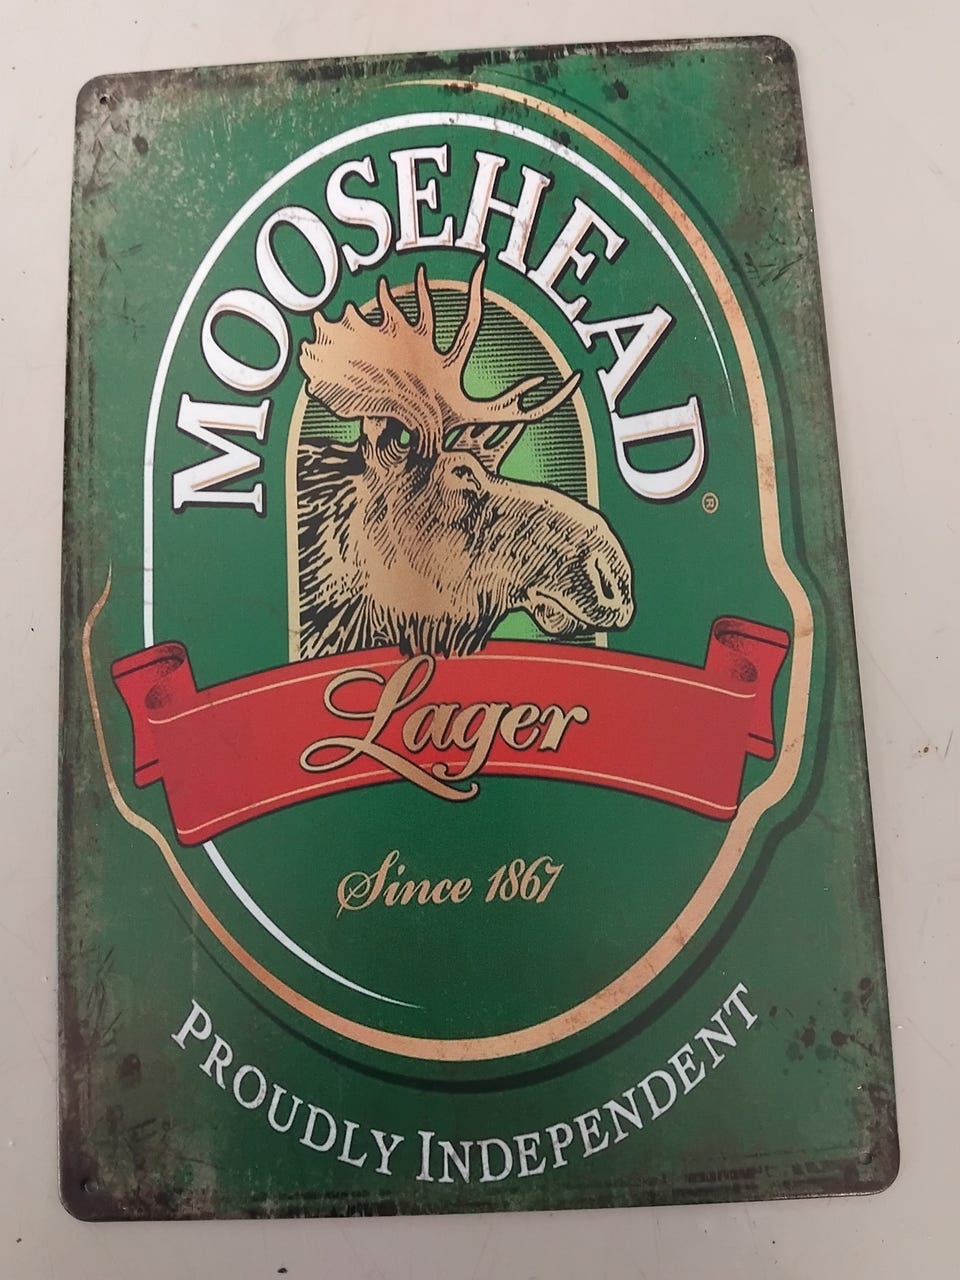 MOOSEHEAD ®
Lager
Since 1867
PROUDLY INDEPENDENT